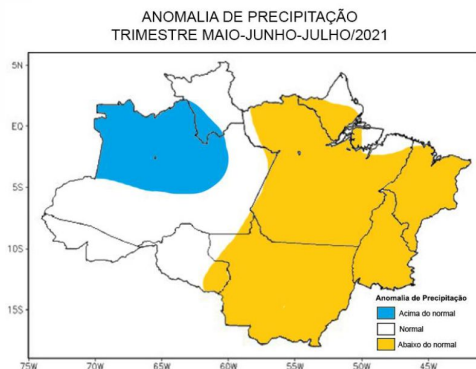 ANOMALIA DE PRECIPITAÇÃO
TRIMESTRE MAIO-JUNHO-JULHO/2021
5N
EQ
5S
10S
15S
75W 70W 65W 60W 55W 50W 45W
Anomalia de Precipitação
Acima do normal
Normal
Abaixo do normal